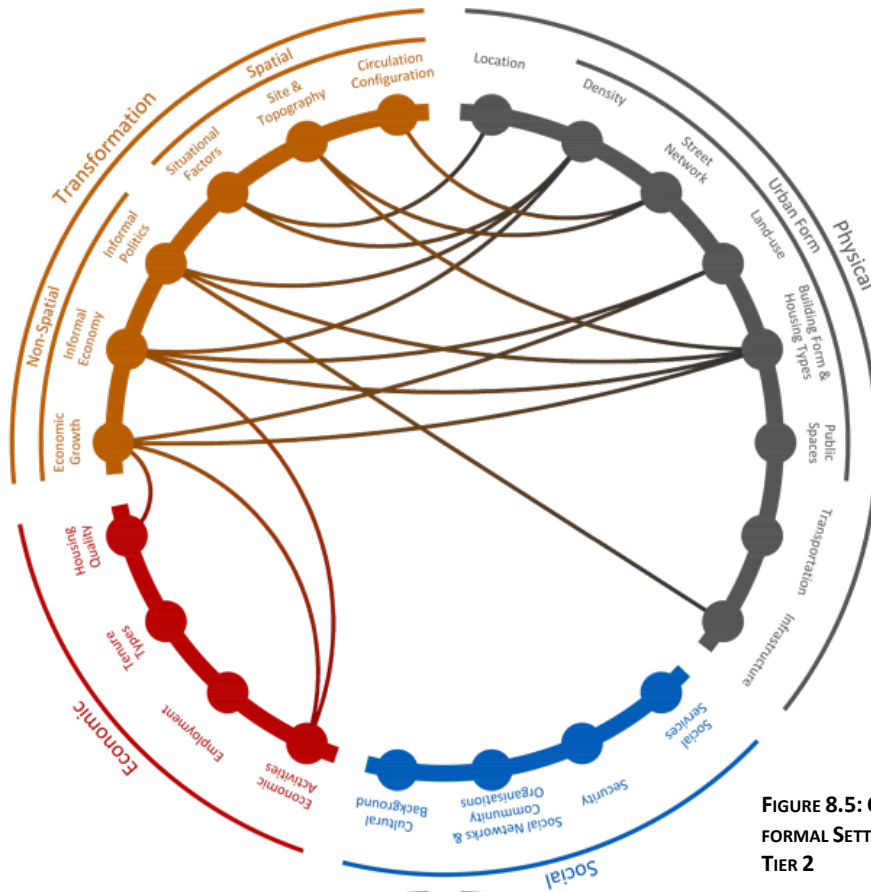 Transformation
Spatial
Circulation
Configuration
Site &
Topography
Situational
Factors
Non-Spatial
Informal
Politics
Informal
Economy
Economic
Growth
Physical
Location
Urban Form
Density
Street
Network
Land-use
Building Form &
Housing Types
Public
Spaces
Transportation
Infrastructure
Social
Social
Services
Security
Social Networks &
Community
Organisations
Cultural
Background
Economic
Economic
Activities
Employment
Tenure
Types
Housing
Quality
FIGURE 8.5:
FORMAL SETT
TIER 2